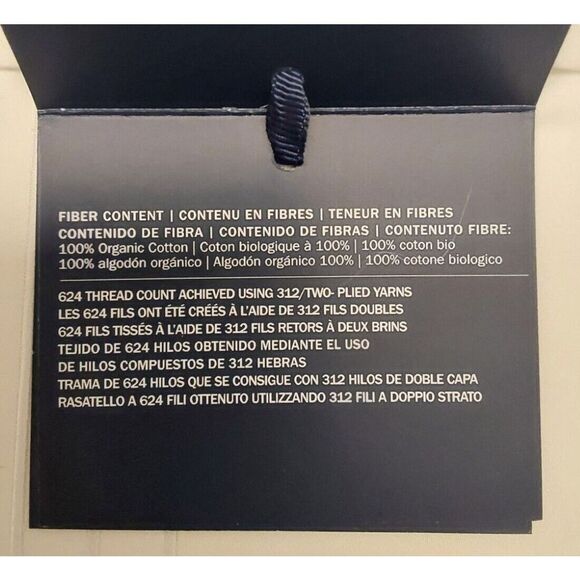 FIBER CONTENT | CONTENU EN FIBRES | TENEUR EN FIBRES
CONTENIDO DE FIBRA | CONTENIDO DE FIBRAS | CONTENUTO FIBRE:
100% Organic Cotton | Coton biologique à 100% | 100% coton bio
100% algodón orgánico | Algodón orgánico 100% | 100% cotone biologico
624 THREAD COUNT ACHIEVED USING 312/TWO- PLIED YARNS
LES 624 FILS ONT ÉTÉ CRÉÉS À L'AIDE DE 312 FILS DOUBLES
624 FILS TISSÉS À L'AIDE DE 312 FILS RETORS À DEUX BRINS
TEJIDO DE 624 HILOS OBTENIDO MEDIANTE EL USO
DE HILOS COMPUESTOS DE 312 HEBRAS
TRAMA DE 624 HILOS QUE SE CONSIGUE CON 312 HILOS DE DOBLE CAPA
RASATELLO A 624 FILI OTTENUTO UTILIZZANDO 312 FILI A DOPPIO STRATO